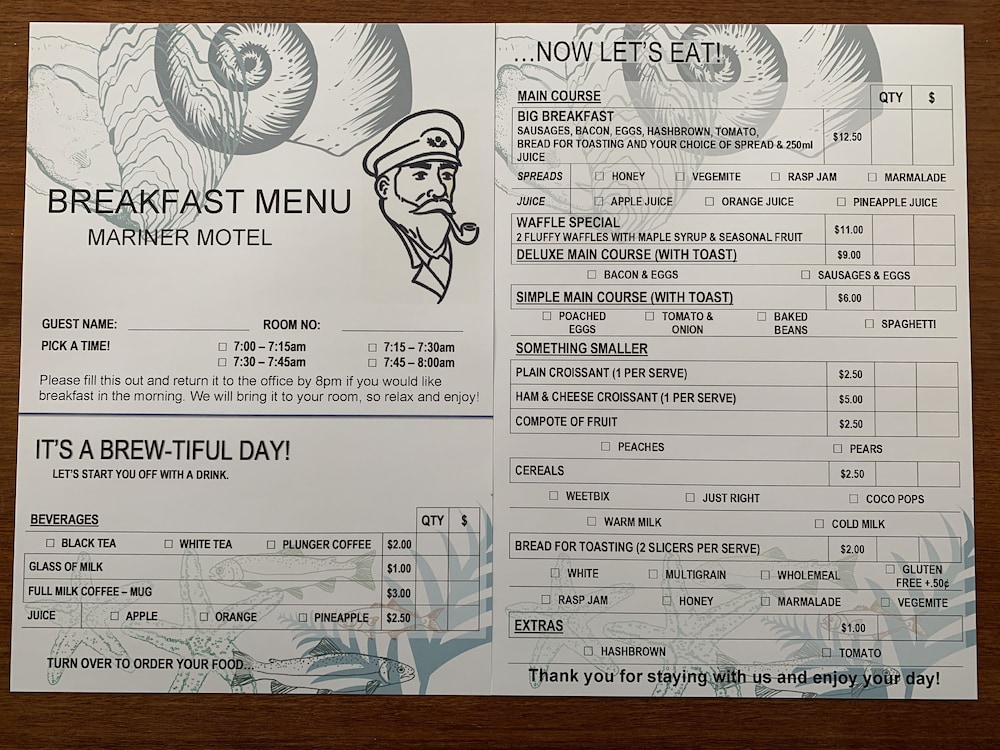 BREAKFAST MENU
MARINER MOTEL
GUEST NAME: ROOM NO:
PICK A TIME! ☐ 7:00 – 7:15am ☐ 7:15 – 7:30am
☐ 7:30 – 7:45am ☐ 7:45 – 8:00am
Please fill this out and return it to the office by 8pm if you would like
breakfast in the morning. We will bring it to your room, so relax and enjoy!
IT'S A BREW-TIFUL DAY!
LET'S START YOU OFF WITH A DRINK.
BEVERAGES QTY $
☐ BLACK TEA ☐ WHITE TEA ☐ PLUNGER COFFEE $2.00
GLASS OF MILK $1.00
FULL MILK COFFEE – MUG $3.00
JUICE ☐ APPLE ☐ ORANGE ☐ PINEAPPLE $2.50
TURN OVER TO ORDER YOUR FOOD...
...NOW LET'S EAT!
MAIN COURSE QTY $
BIG BREAKFAST
SAUSAGES, BACON, EGGS, HASHBROWN, TOMATO,
BREAD FOR TOASTING AND YOUR CHOICE OF SPREAD & 250ml
JUICE
$12.50
SPREADS ☐ HONEY ☐ VEGEMITE ☐ RASP JAM ☐ MARMALADE
JUICE ☐ APPLE JUICE ☐ ORANGE JUICE ☐ PINEAPPLE JUICE
WAFFLE SPECIAL
2 FLUFFY WAFFLES WITH MAPLE SYRUP & SEASONAL FRUIT
$11.00
DELUXE MAIN COURSE (WITH TOAST) $9.00
☐ BACON & EGGS ☐ SAUSAGES & EGGS
SIMPLE MAIN COURSE (WITH TOAST) $6.00
☐ POACHED EGGS ☐ TOMATO & ONION ☐ BAKED BEANS ☐ SPAGHETTI
SOMETHING SMALLER
PLAIN CROISSANT (1 PER SERVE) $2.50
HAM & CHEESE CROISSANT (1 PER SERVE) $5.00
COMPOTE OF FRUIT $2.50
☐ PEACHES ☐ PEARS
CEREALS $2.50
☐ WEETBIX ☐ JUST RIGHT ☐ COCO POPS
☐ WARM MILK ☐ COLD MILK
BREAD FOR TOASTING (2 SLICERS PER SERVE) $2.00
☐ WHITE ☐ MULTIGRAIN ☐ WHOLEMEAL ☐ GLUTEN FREE +.50¢
☐ RASP JAM ☐ HONEY ☐ MARMALADE ☐ VEGEMITE
EXTRAS $1.00
☐ HASHBROWN ☐ TOMATO
Thank you for staying with us and enjoy your day!